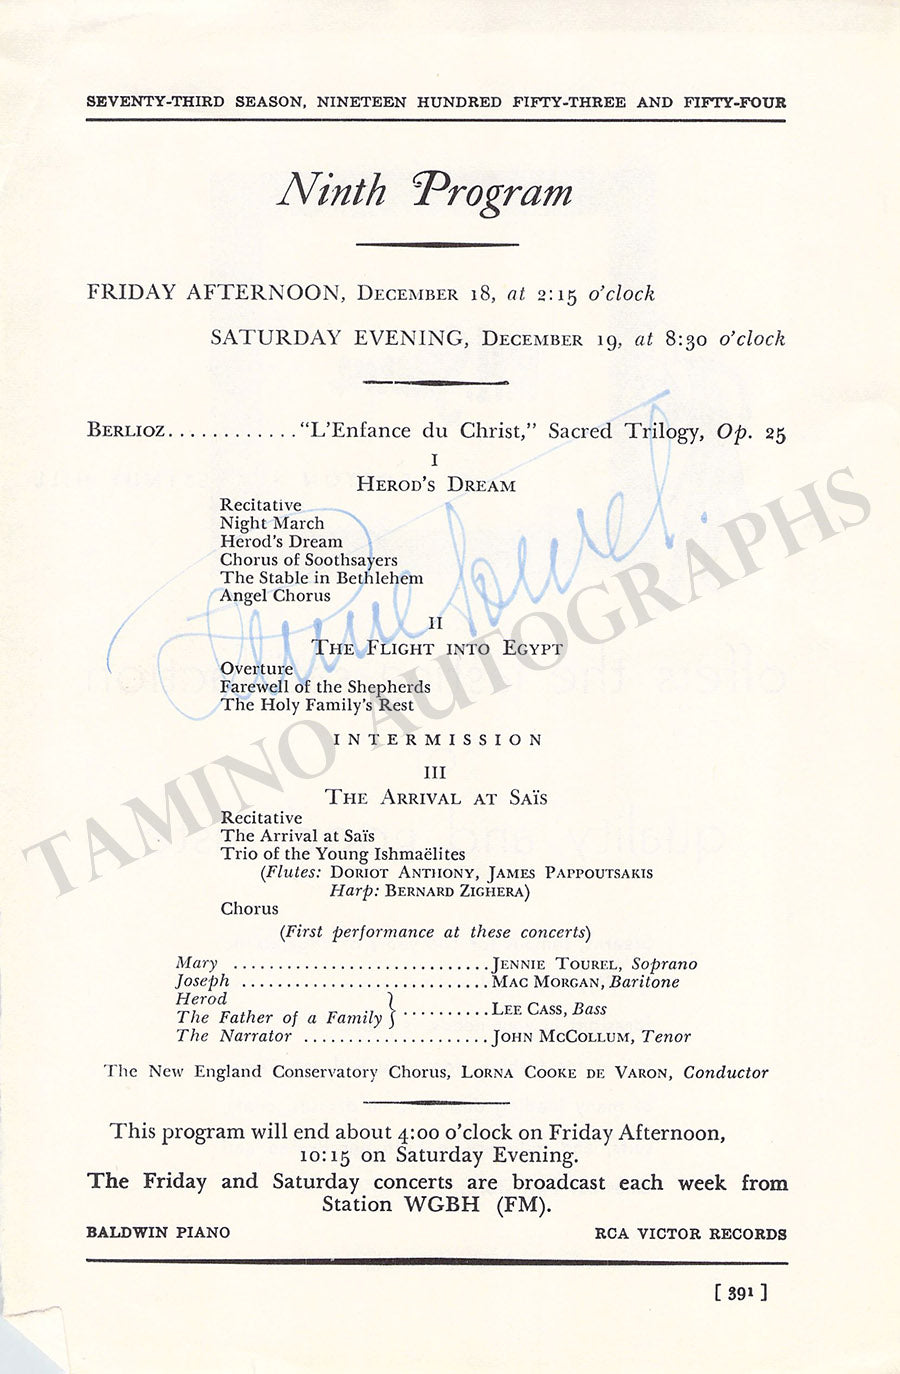 SEVENTY-THIRD SEASON, NINETEEN HUNDRED FIFTY-THREE AND FIFTY-FOUR
Ninth Program
FRIDAY AFTERNOON, DECEMBER 18, at 2:15 o'clock
SATURDAY EVENING, DECEMBER 19, at 8:30 o'clock
BERLIOZ............"L'Enfance du Christ," Sacred Trilogy, Op. 25
I
HEROD'S DREAM
Recitative
Night March
Herod's Dream
Chorus of Soothsayers
The Stable in Bethlehem
Angel Chorus
Jennie Tourel.
II
THE FLIGHT INTO EGYPT
Overture
Farewell of the Shepherds
The Holy Family's Rest
TAMINO AUTOGRAPHS
INTERMISSION
III
THE ARRIVAL AT SAÏS
Recitative
The Arrival at Saïs
Trio of the Young Ishmaëlites
(Flutes: DORIOT ANTHONY, JAMES PAPPOUTSAKIS
Harp: BERNARD ZIGHERA)
Chorus
(First performance at these concerts)
Mary .............................JENNIE TOUREL, Soprano
Joseph ............................MAC MORGAN, Baritone
Herod
The Father of a Family } ..........LEE CASS, Bass
The Narrator .....................JOHN MCCOLLUM, Tenor
The New England Conservatory Chorus, LORNA COOKE DE VARON, Conductor
This program will end about 4:00 o'clock on Friday Afternoon,
10:15 on Saturday Evening.
The Friday and Saturday concerts are broadcast each week from
Station WGBH (FM).
BALDWIN PIANO RCA VICTOR RECORDS
[ 391 ]